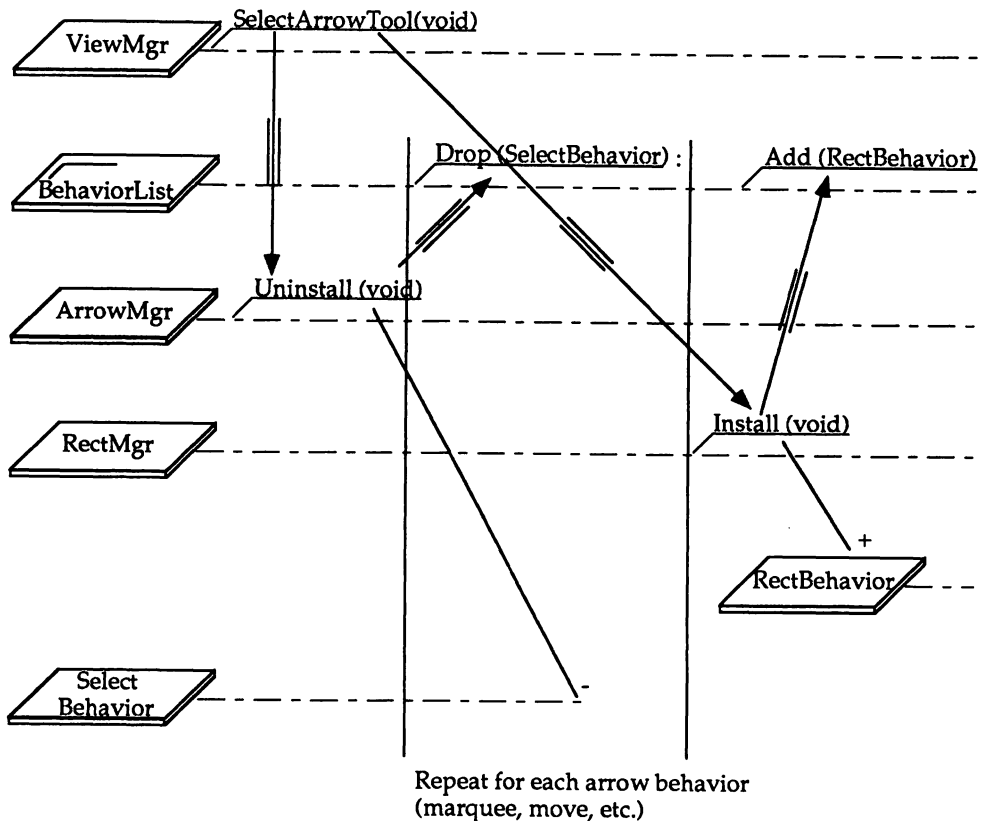 SelectArrowTool(void)
ViewMgr
Drop (SelectBehavior) :
Add (RectBehavior)
BehaviorList
Uninstall (void)
ArrowMgr
Install (void)
RectMgr
+
RectBehavior
Select
Behavior
-
Repeat for each arrow behavior
(marquee, move, etc.)